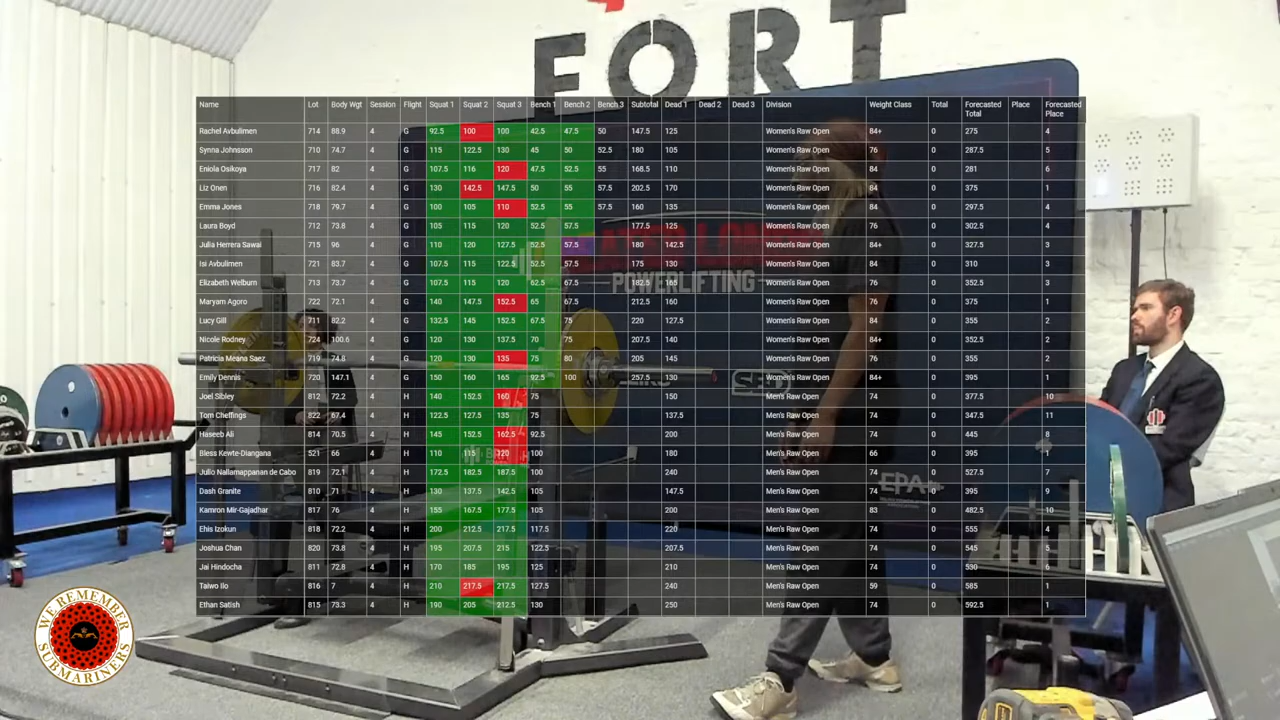 FORT
Name Lot Body Wgt Session Flight Squat 1 Squat 2 Squat 3 Bench 1 Bench 2 Bench 3 Subtotal Dead 1 Dead 2 Dead 3 Division Weight Class Total Forecasted Total Place Forecasted Place
Rachel Avbulimen 714 88.9 4 G 92.5 100 100 42.5 47.5 50 147.5 125 Women's Raw Open 84+ 0 275 4
Synna Johnsson 710 74.7 4 G 115 122.5 130 45 50 52.5 180 105 Women's Raw Open 76 0 287.5 5
Eniola Osikoya 717 82 4 G 107.5 116 120 47.5 52.5 55 168.5 110 Women's Raw Open 84 0 281 6
Liz Onen 716 82.4 4 G 130 142.5 147.5 50 55 57.5 202.5 170 Women's Raw Open 84 0 375 1
Emma Jones 718 79.7 4 G 100 105 110 52.5 55 57.5 160 135 Women's Raw Open 84 0 297.5 4
Laura Boyd 712 73.8 4 G 105 115 120 52.5 57.5 177.5 125 Women's Raw Open 76 0 302.5 4
Julia Herrera Sawai 715 96 4 G 110 120 127.5 52.5 57.5 180 142.5 Women's Raw Open 84+ 0 327.5 3
Isi Avbulimen 721 83.7 4 G 107.5 115 122.5 52.5 57.5 175 130 Women's Raw Open 84 0 310 3
Elizabeth Welburn 713 73.7 4 G 107.5 115 120 62.5 67.5 182.5 165 Women's Raw Open 76 0 352.5 3
Maryam Agoro 722 72.1 4 G 140 147.5 152.5 65 67.5 212.5 160 Women's Raw Open 76 0 375 1
Lucy Gill 711 82.2 4 G 132.5 145 152.5 67.5 75 220 127.5 Women's Raw Open 84 0 355 2
Nicole Rodney 724 100.6 4 G 120 130 137.5 70 75 207.5 140 Women's Raw Open 84+ 0 352.5 2
Patricia Meana Saez 719 74.8 4 G 120 130 135 75 80 205 145 Women's Raw Open 76 0 355 2
Emily Dennis 720 147.1 4 G 150 160 165 92.5 100 257.5 130 Women's Raw Open 84+ 0 395 1
Joel Sibley 812 72.2 4 H 140 152.5 160 75 150 Men's Raw Open 74 0 377.5 10
Tom Cheffings 822 67.4 4 H 122.5 127.5 135 75 137.5 Men's Raw Open 74 0 347.5 11
Haseeb Ali 814 70.5 4 H 145 152.5 162.5 92.5 200 Men's Raw Open 74 0 445 8
Bless Kewte-Diangana 521 66 4 H 110 115 120 100 180 Men's Raw Open 66 0 395 1
Julio Nallamappanan de Cabo 819 72.1 4 H 172.5 182.5 187.5 100 240 Men's Raw Open 74 0 527.5 7
Dash Granite 810 71 4 H 130 137.5 142.5 105 147.5 Men's Raw Open 74 0 395 9
Kamron Mir-Gajadhar 817 76 4 H 155 167.5 177.5 105 200 Men's Raw Open 83 0 482.5 10
Ehis Izokun 818 72.2 4 H 200 212.5 217.5 117.5 220 Men's Raw Open 74 0 555 4
Joshua Chan 820 73.8 4 H 195 207.5 215 122.5 207.5 Men's Raw Open 74 0 545 5
Jai Hindocha 811 72.8 4 H 170 185 195 125 210 Men's Raw Open 74 0 530 6
Taiwo Ilo 816 7 4 H 210 217.5 217.5 127.5 240 Men's Raw Open 59 0 585 1
Ethan Satish 815 73.3 4 H 190 205 212.5 130 250 Men's Raw Open 74 0 592.5 1
POWERLIFTING
SBD
EPA
WE REMEMBER
SUBMARINERS